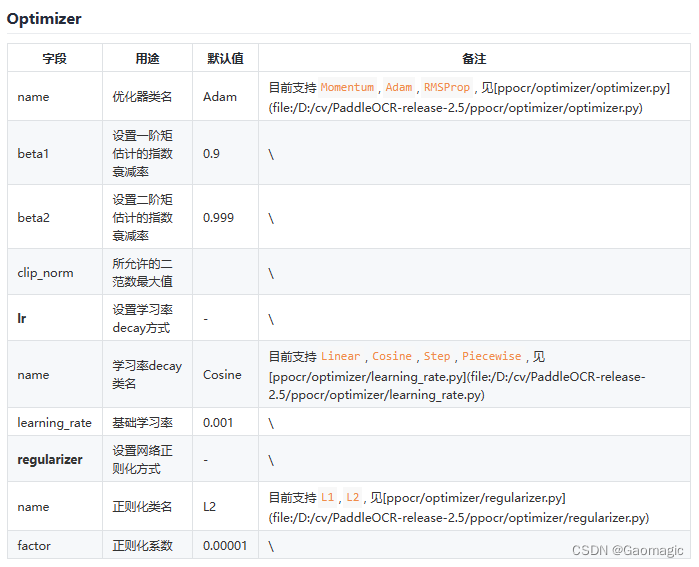 Optimizer
字段 用途 默认值 备注
name 优化器类名 Adam 目前支持 Momentum , Adam , RMSProp , 见[ppocr/optimizer/optimizer.py]
(file:/D:/cv/PaddleOCR-release-2.5/ppocr/optimizer/optimizer.py)
beta1 设置一阶矩
估计的指数
衰减率 0.9 \
beta2 设置二阶矩
估计的指数
衰减率 0.999 \
clip_norm 所允许的二
范数最大值 \
lr 设置学习率
decay方式 - \
name 学习率decay
类名 Cosine 目前支持 Linear , Cosine , Step , Piecewise , 见
[ppocr/optimizer/learning_rate.py](file:/D:/cv/PaddleOCR-release-
2.5/ppocr/optimizer/learning_rate.py)
learning_rate 基础学习率 0.001 \
regularizer 设置网络正
则化方式 - \
name 正则化类名 L2 目前支持 L1 , L2 , 见[ppocr/optimizer/regularizer.py]
(file:/D:/cv/PaddleOCR-release-2.5/ppocr/optimizer/regularizer.py)
factor 正则化系数 0.00001 \
CSDN @Gaomagic